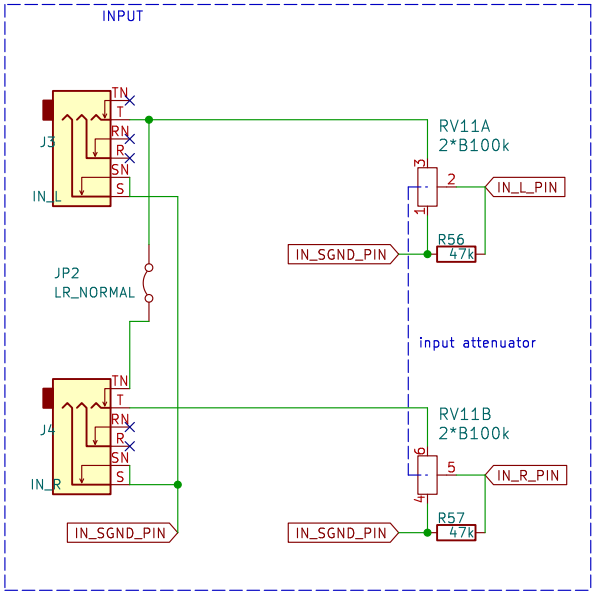 INPUT
TN
T
RN
R
SN
S
J3
IN_L
RV11A
2*B100k
3
2
1
IN_L_PIN
R56
47k
IN_SGND_PIN
JP2
LR_NORMAL
input attenuator
TN
T
RN
R
SN
S
J4
IN_R
RV11B
2*B100k
6
5
4
IN_R_PIN
R57
47k
IN_SGND_PIN
IN_SGND_PIN